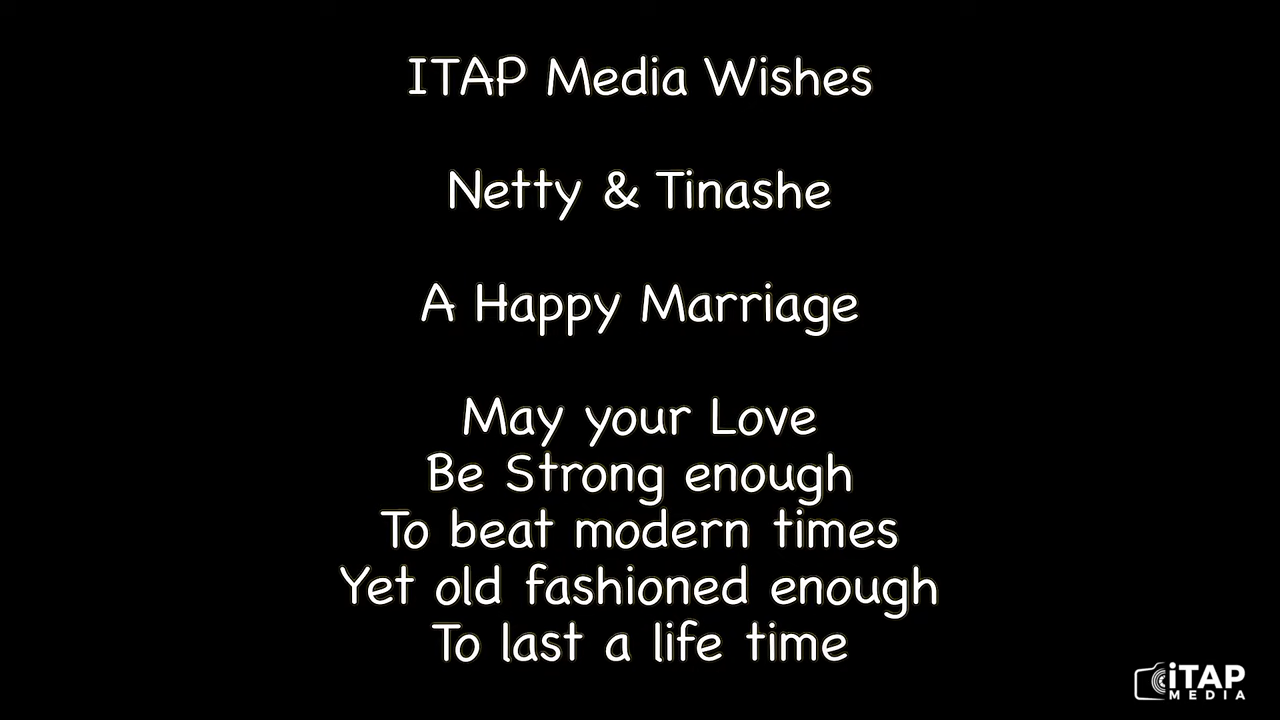 ITAP Media Wishes
Netty & Tinashe
A Happy Marriage
May your Love
Be Strong enough
To beat modern times
Yet old fashioned enough
To last a life time
iTAP
MEDIA